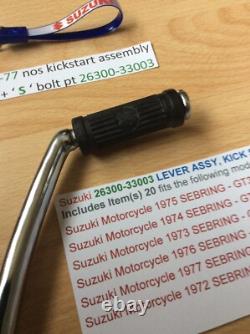 SUZUKI
-77 nos kickstart assembly
+ ' S ' bolt pt 26300-33003
Suzuki 26300-33003 LEVER ASSY, KICK
Includes Item(s) 20 fits the following mod
Suzuki Motorcycle 1975 SEBRING - GT
Suzuki Motorcycle 1974 SEBRING - G
Suzuki Motorcycle 1973 SEBRING -
Suzuki Motorcycle 1976 SEBRING -
Suzuki Motorcycle 1977 SEBRING
Suzuki Motorcycle 1972 SEBRING